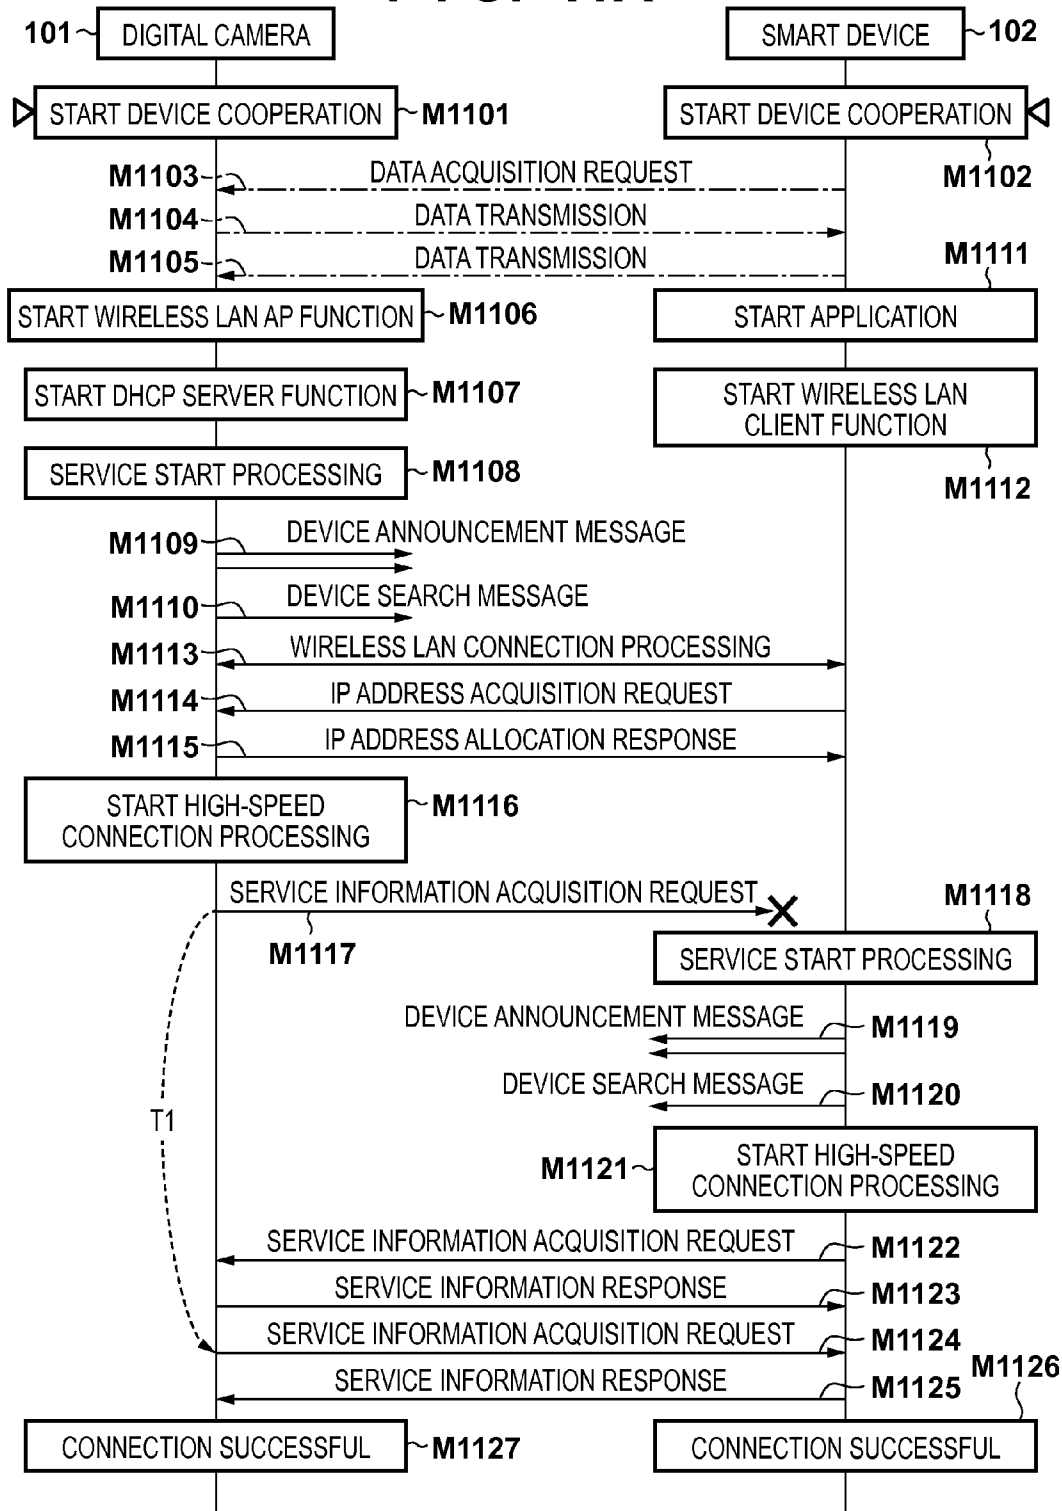 101
DIGITAL CAMERA
SMART DEVICE
102
START DEVICE COOPERATION
M1101
START DEVICE COOPERATION
M1102
M1103
DATA ACQUISITION REQUEST
M1104
DATA TRANSMISSION
M1105
DATA TRANSMISSION
M1111
START WIRELESS LAN AP FUNCTION
M1106
START APPLICATION
START DHCP SERVER FUNCTION
M1107
START WIRELESS LAN
CLIENT FUNCTION
M1112
SERVICE START PROCESSING
M1108
M1109
DEVICE ANNOUNCEMENT MESSAGE
M1110
DEVICE SEARCH MESSAGE
M1113
WIRELESS LAN CONNECTION PROCESSING
M1114
IP ADDRESS ACQUISITION REQUEST
M1115
IP ADDRESS ALLOCATION RESPONSE
START HIGH-SPEED
CONNECTION PROCESSING
M1116
SERVICE INFORMATION ACQUISITION REQUEST
M1117
M1118
SERVICE START PROCESSING
DEVICE ANNOUNCEMENT MESSAGE
M1119
DEVICE SEARCH MESSAGE
M1120
T1
M1121
START HIGH-SPEED
CONNECTION PROCESSING
SERVICE INFORMATION ACQUISITION REQUEST
M1122
SERVICE INFORMATION RESPONSE
M1123
SERVICE INFORMATION ACQUISITION REQUEST
M1124
SERVICE INFORMATION RESPONSE
M1125
M1126
CONNECTION SUCCESSFUL
M1127
CONNECTION SUCCESSFUL